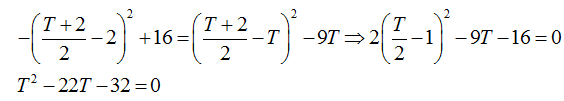 -((T+2)/2 - 2)² + 16 = ((T+2)/2 - T)² - 9T ⇒ 2(T/2 - 1)² - 9T - 16 = 0
T² - 22T - 32 = 0